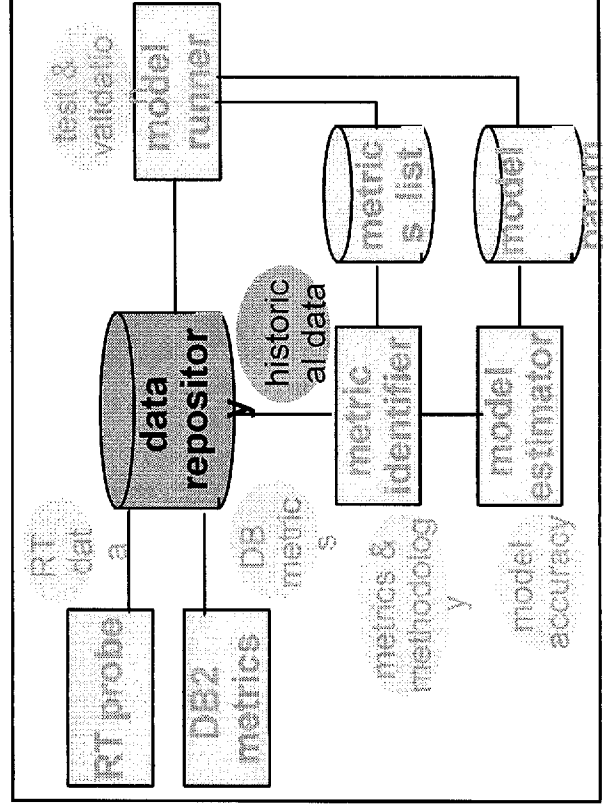 RT probe
DB2
metrics
RT
dat
a
DB
metric
s
metrics &
methodolog
y
model
accuracy
data
repositor
y
historic
al data
metric
identifier
model
estimator
test &
validatio
model
runner
metric
s list
model
param